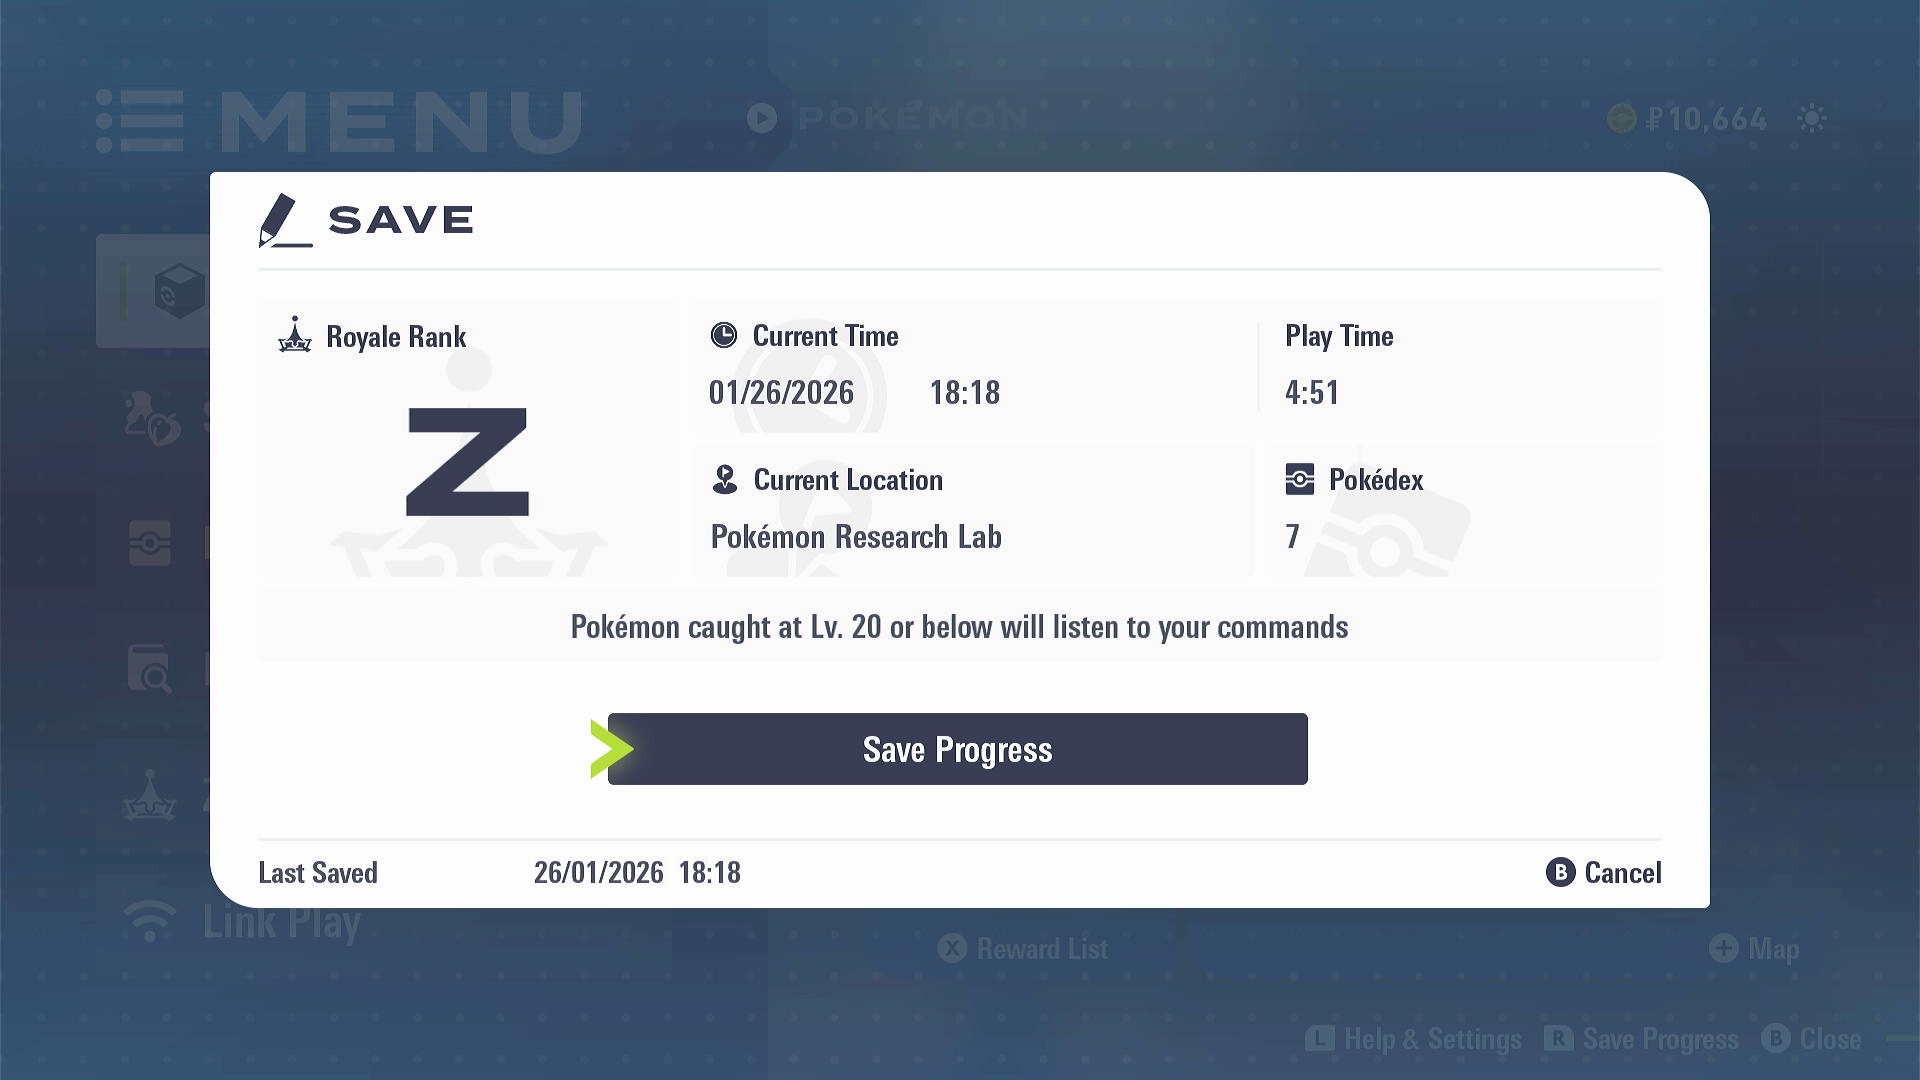 MENU
POKÉMON
₽10,664
SAVE
Royale Rank
Z
Current Time
01/26/2026 18:18
Play Time
4:51
Current Location
Pokémon Research Lab
Pokédex
7
Pokémon caught at Lv. 20 or below will listen to your commands
Save Progress
Last Saved 26/01/2026 18:18
B Cancel
Link Play
X Reward List
+ Map
L Help & Settings R Save Progress B Close